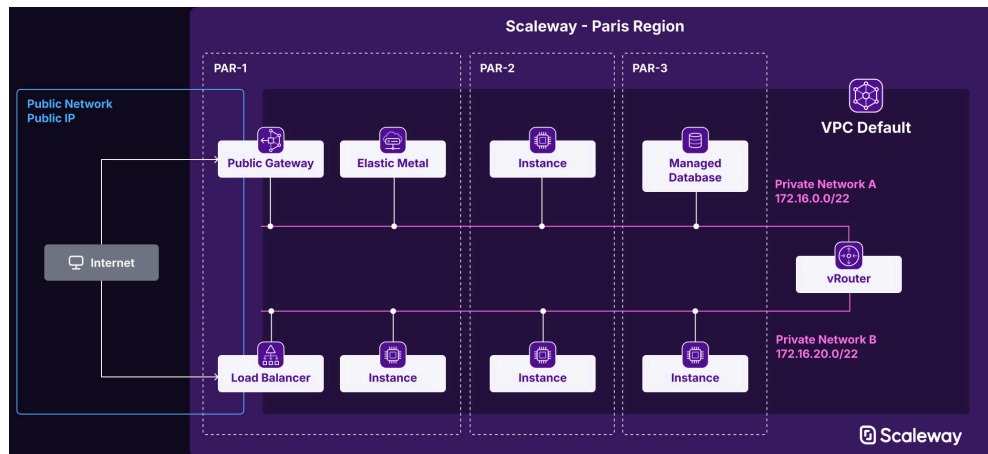 Scaleway - Paris Region
PAR-1
PAR-2
PAR-3
Public Network
Public IP
VPC Default
Public Gateway
Elastic Metal
Instance
Managed
Database
Private Network A
172.16.0.0/22
Internet
vRouter
Private Network B
172.16.20.0/22
Load Balancer
Instance
Instance
Instance
Scaleway